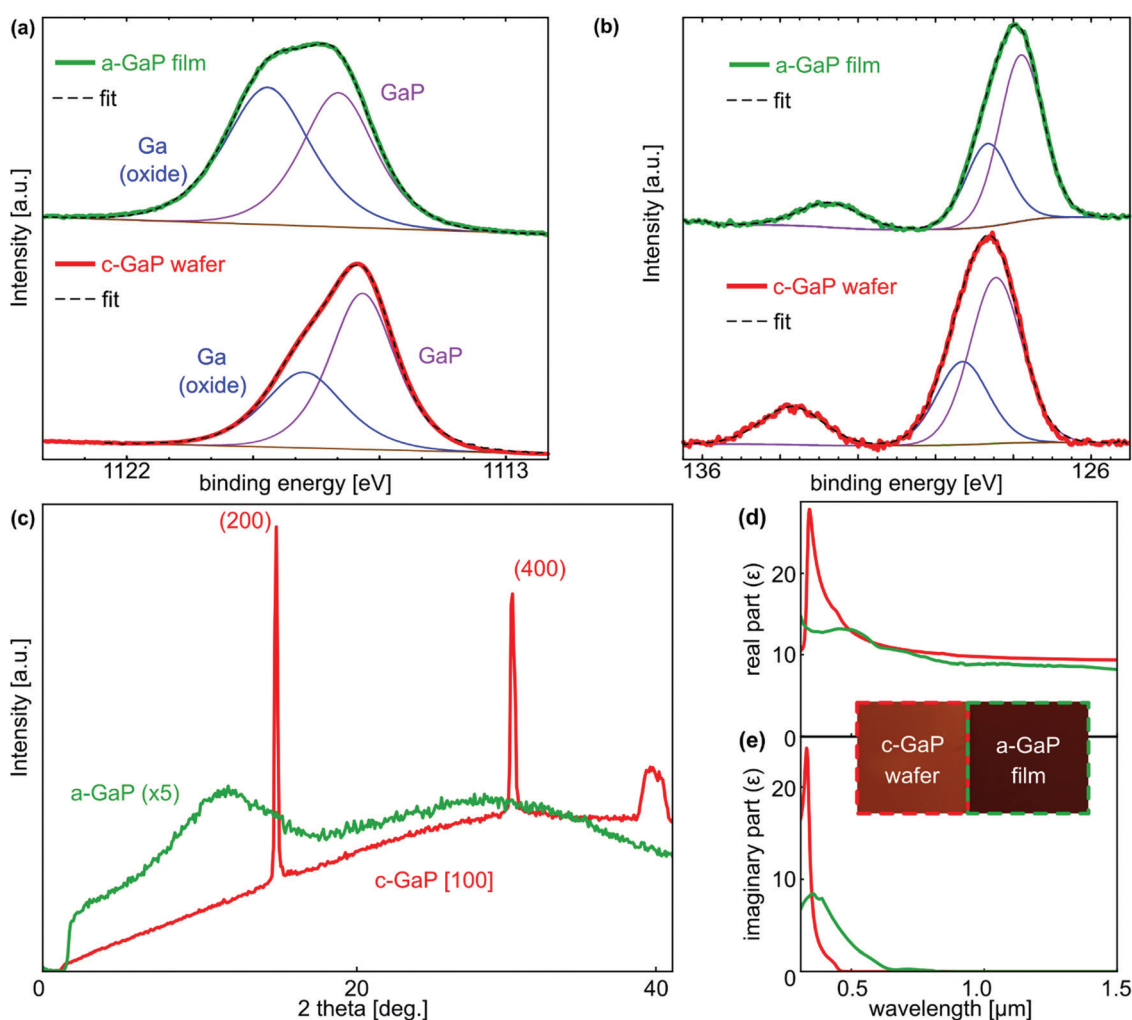 (a)
a-GaP film
fit
GaP
Ga
(oxide)
Intensity [a.u.]
c-GaP wafer
fit
Ga
(oxide)
GaP
1122
1113
binding energy [eV]
(b)
a-GaP film
fit
Intensity [a.u.]
c-GaP wafer
fit
136
126
binding energy [eV]
(c)
(200)
(400)
Intensity [a.u.]
a-GaP (x5)
c-GaP [100]
0
20
40
2 theta [deg.]
(d)
real part (ε)
20
10
0
c-GaP
wafer
a-GaP
film
(e)
imaginary part (ε)
20
10
0
0.5
1.0
1.5
wavelength [μm]